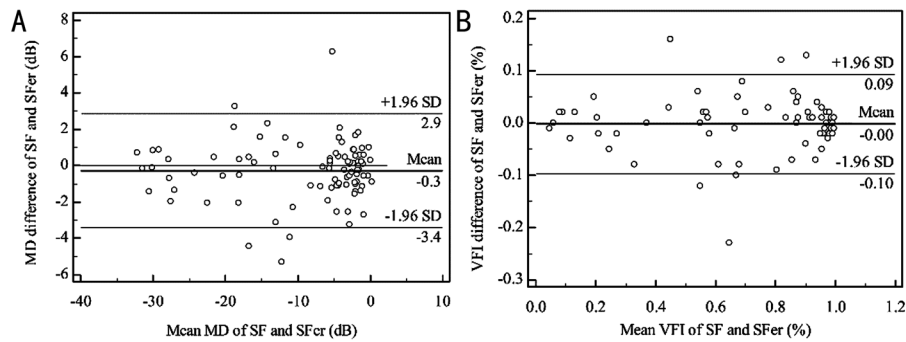 A
MD difference of SF and SFer (dB)
8
6
4
2
0
-2
-4
-6
+1.96 SD
2.9
Mean
-0.3
-1.96 SD
-3.4
-40 -30 -20 -10 0 10
Mean MD of SF and SFer (dB)
B
VFI difference of SF and SFer (%)
0.2
0.1
0.0
-0.1
-0.2
-0.3
+1.96 SD
0.09
Mean
-0.00
-1.96 SD
-0.10
0.0 0.2 0.4 0.6 0.8 1.0 1.2
Mean VFI of SF and SFer (%)